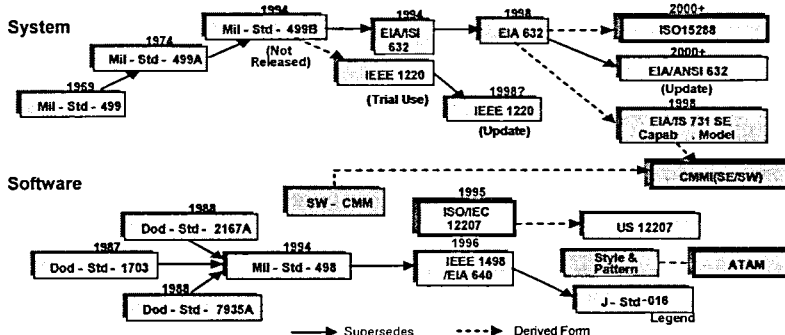 System
1969
Mil - Std - 499
1974
Mil - Std - 499A
1994
Mil - Std - 499B
(Not
Released)
1994
EIA/ISI
632
IEEE 1220
(Trial Use)
1998
EIA 632
1998?
IEEE 1220
(Update)
2000+
ISO15288
2000+
EIA/ANSI 632
(Update)
1998
EIA/IS 731 SE
Capab . Model
CMMI(SE/SW)
Software
SW - CMM
1987
Dod - Std - 1703
1988
Dod - Std - 2167A
1988
Dod - Std - 7935A
1994
Mil - Std - 498
1995
ISO/IEC
12207
US 12207
1996
IEEE 1498
/EIA 640
J - Std -016
Style &
Pattern
ATAM
Legend
Supersedes
Derived Form